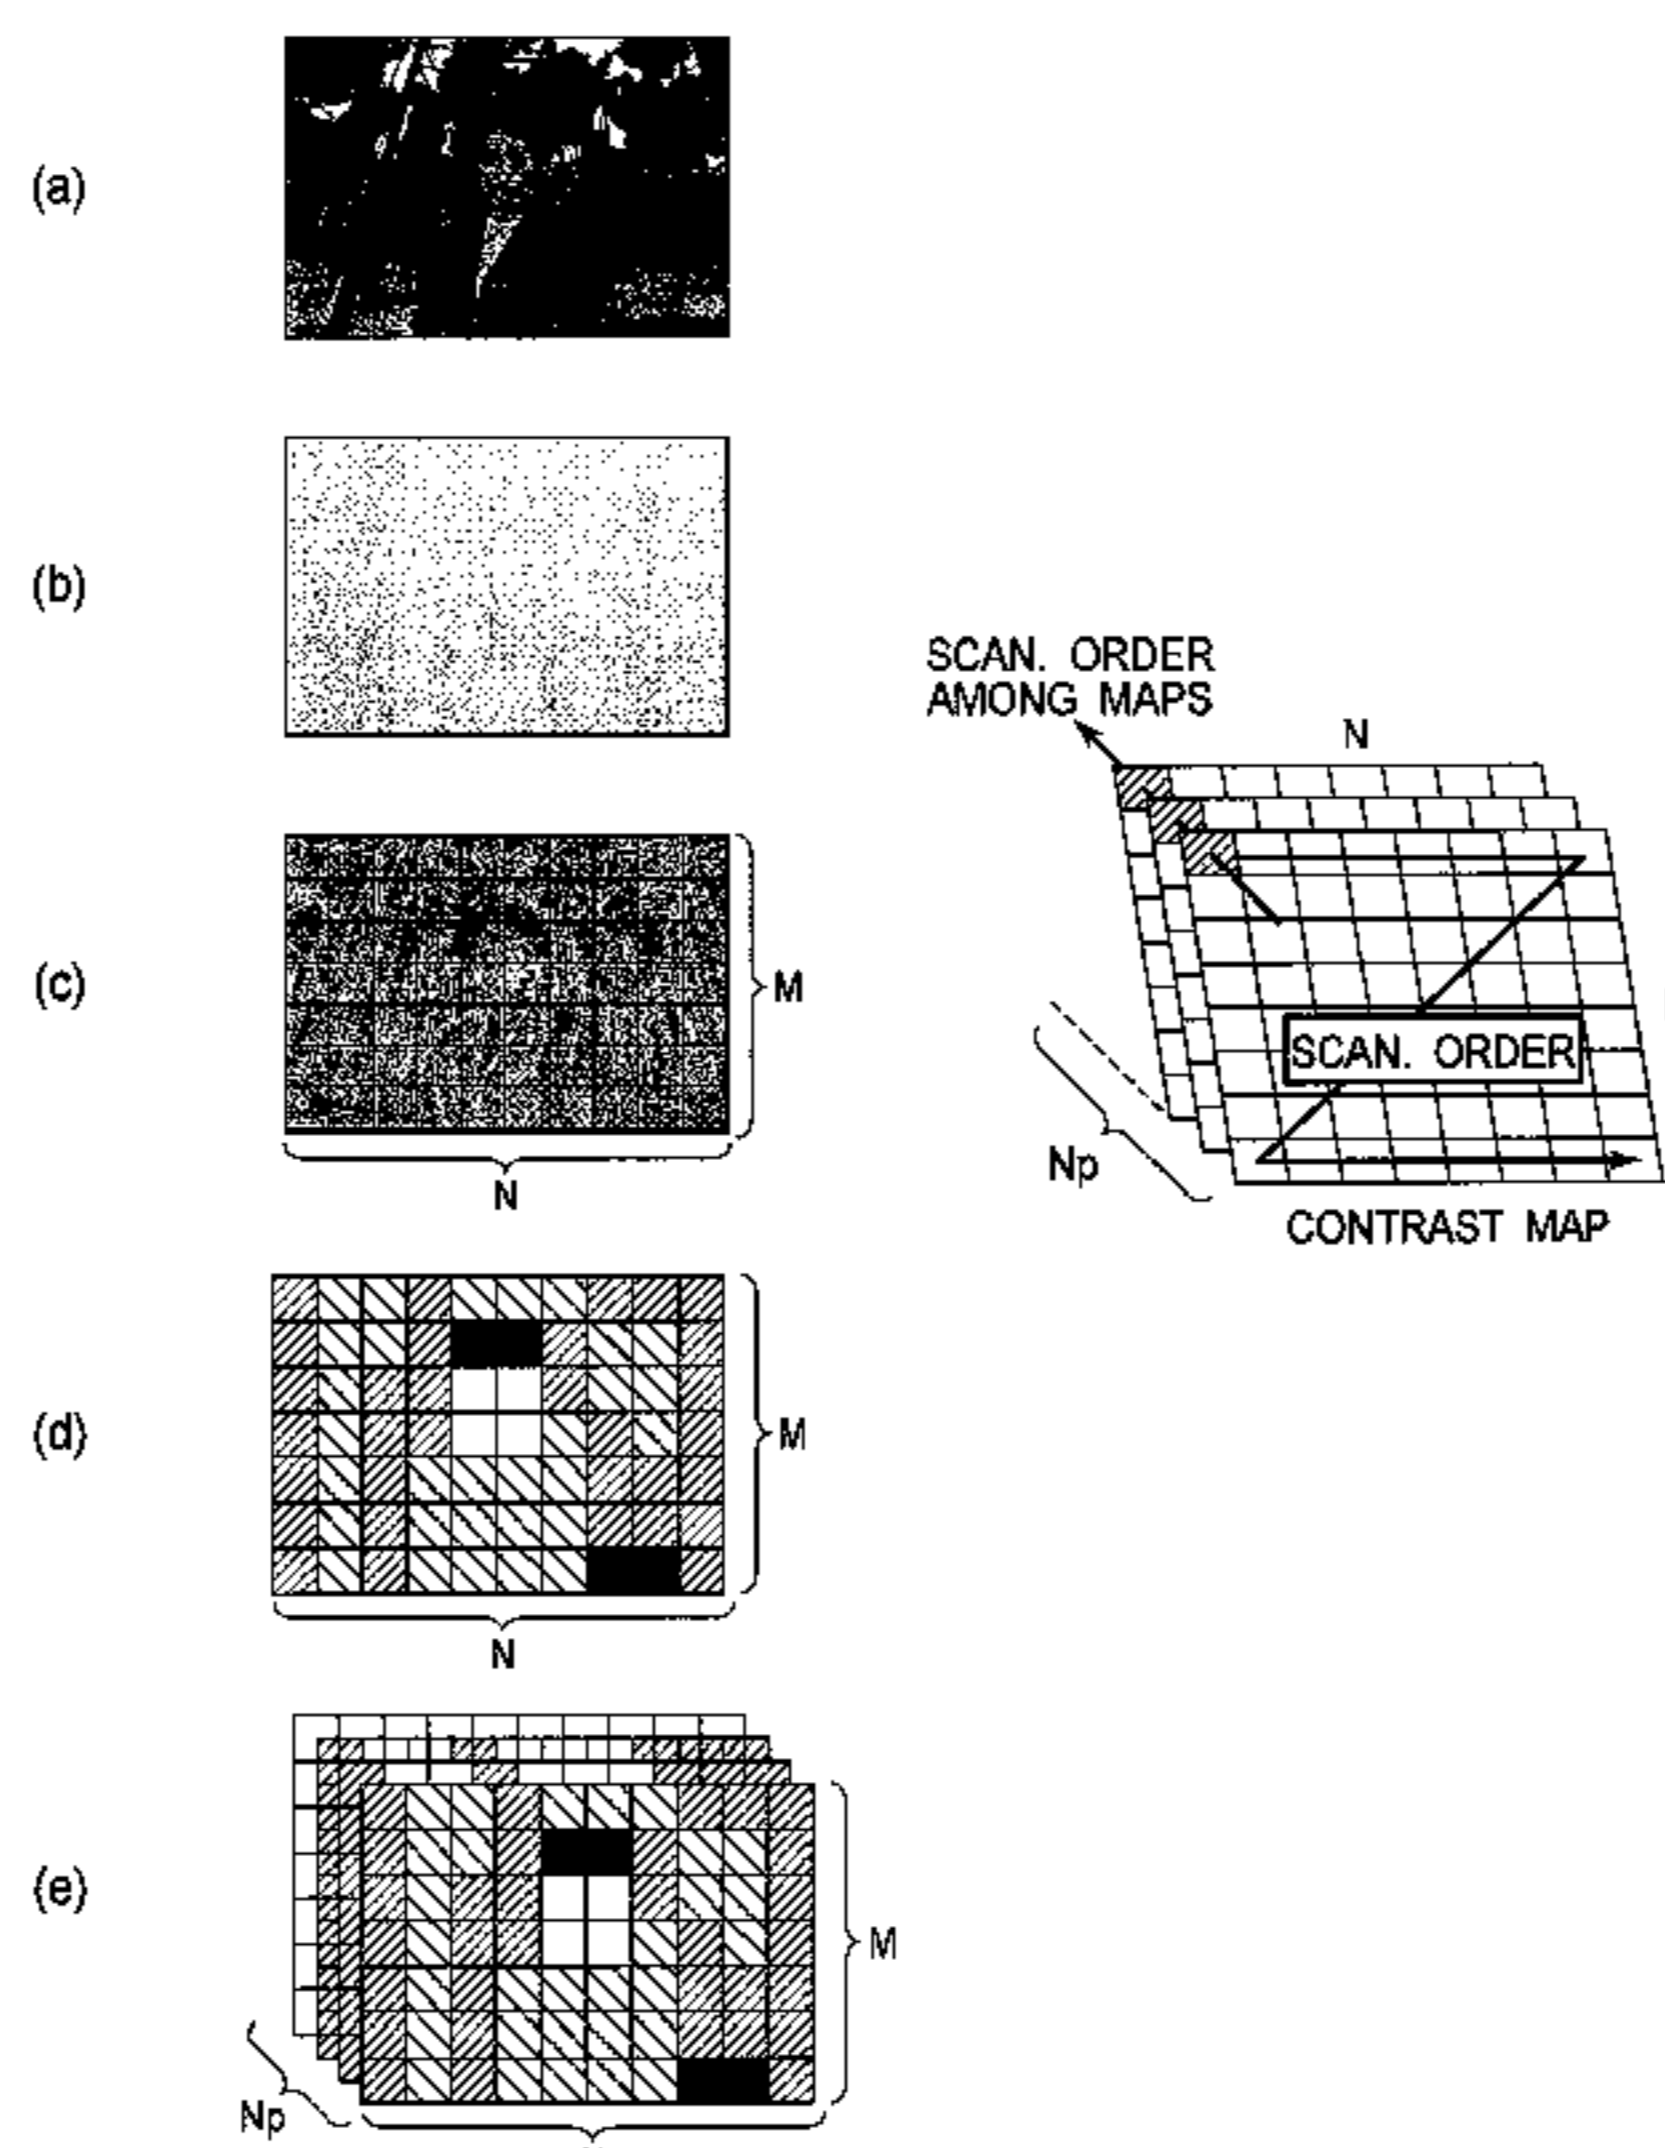 (a)
(b)
SCAN. ORDER
AMONG MAPS
N
(c)
M
SCAN. ORDER
Np
N
CONTRAST MAP
(d)
M
N
(e)
M
Np